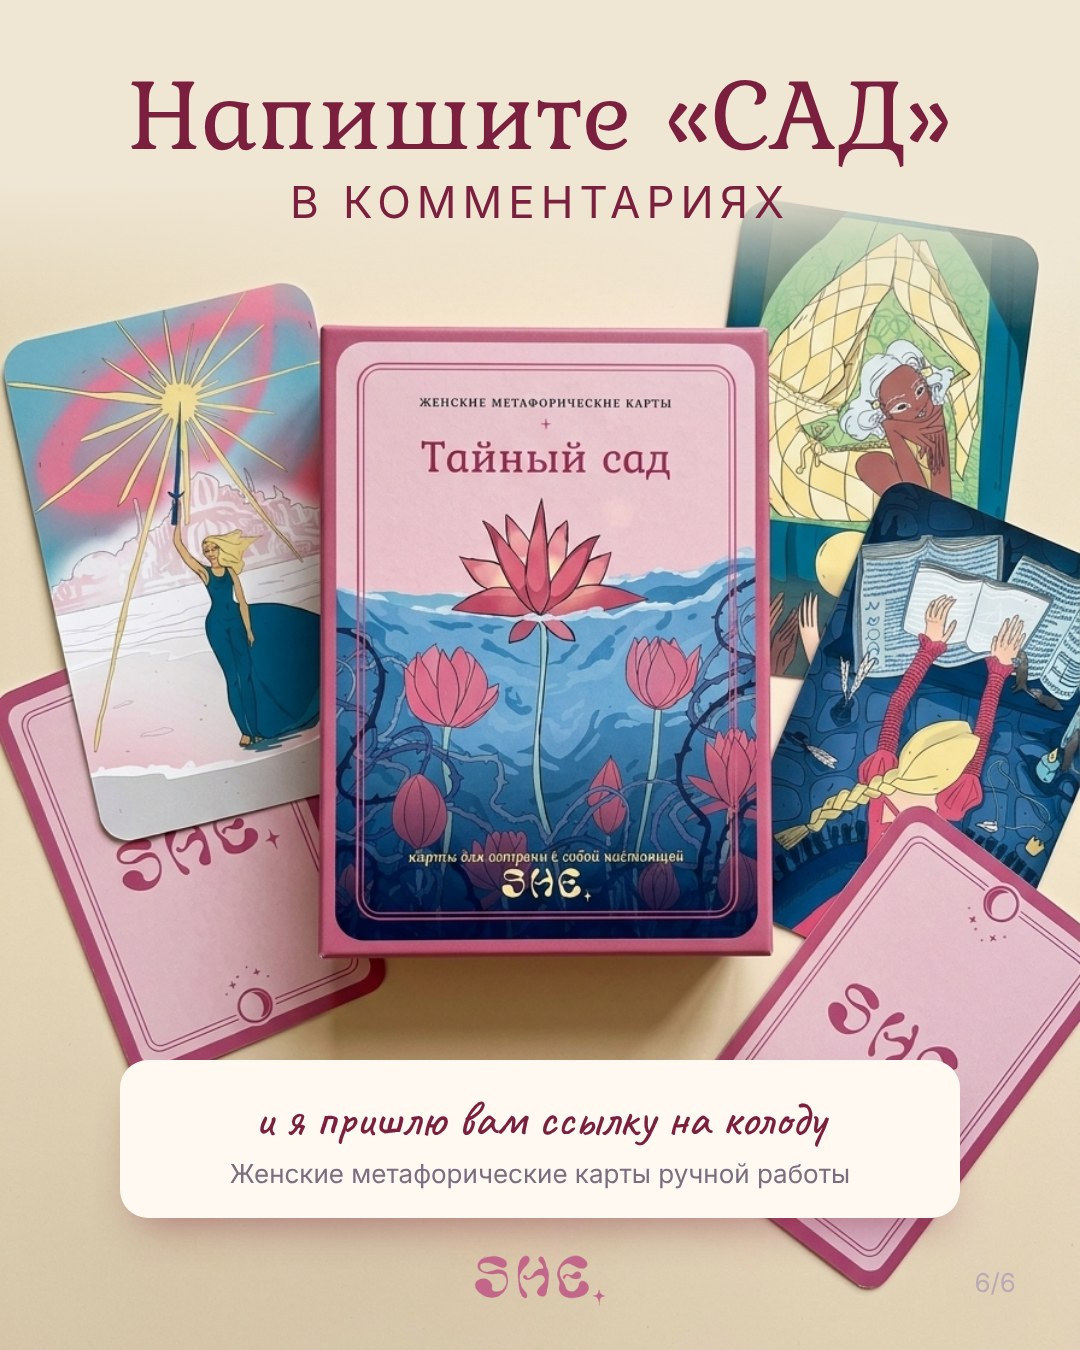 Напишите «САД»
В КОММЕНТАРИЯХ
ЖЕНСКИЕ МЕТАФОРИЧЕСКИЕ КАРТЫ
Тайный сад
SHE
SHE
SHE
и я пришлю вам ссылку на колоду
Женские метафорические карты ручной работы
SHE
6/6